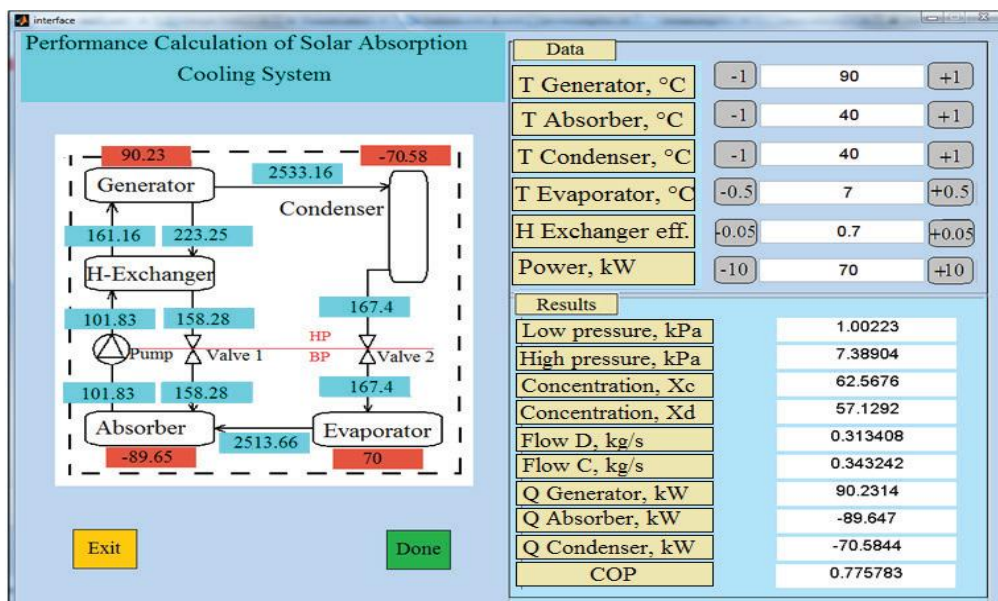 interface
Performance Calculation of Solar Absorption
Cooling System
90.23
-70.58
Generator
2533.16
Condenser
161.16
223.25
H-Exchanger
101.83
158.28
167.4
HP
Pump
Valve 1
BP
Valve 2
101.83
158.28
167.4
Absorber
2513.66
Evaporator
-89.65
70
Exit
Done
Data
T Generator, °C
-1
90
+1
T Absorber, °C
-1
40
+1
T Condenser, °C
-1
40
+1
T Evaporator, °C
-0.5
7
+0.5
H Exchanger eff.
-0.05
0.7
+0.05
Power, kW
-10
70
+10
Results
Low pressure, kPa
1.00223
High pressure, kPa
7.38904
Concentration, Xc
62.5676
Concentration, Xd
57.1292
Flow D, kg/s
0.313408
Flow C, kg/s
0.343242
Q Generator, kW
90.2314
Q Absorber, kW
-89.647
Q Condenser, kW
-70.5844
COP
0.775783